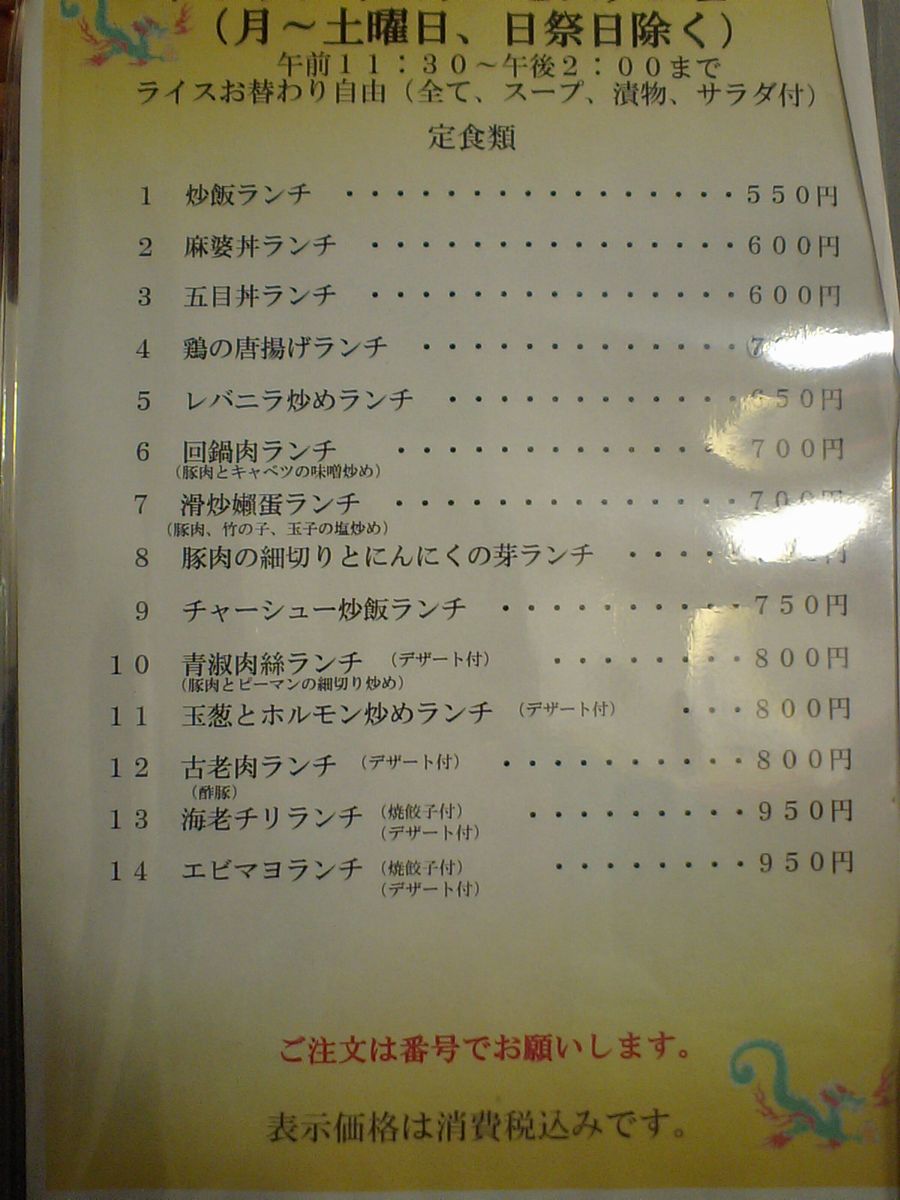 （月～土曜日、日祭日除く）
午前１１：３０～午後２：００まで
ライスお替わり自由（全て、スープ、漬物、サラダ付）
定食類
１ 炒飯ランチ ・・・・・・・・・・・・・・・・ ５５０円
２ 麻婆丼ランチ ・・・・・・・・・・・・・・・ ６００円
３ 五目丼ランチ ・・・・・・・・・・・・・・・ ６００円
４ 鶏の唐揚げランチ ・・・・・・・・・・・・・
５ レバニラ炒めランチ ・・・・・・・・・・・・ ６５０円
６ 回鍋肉ランチ ・・・・・・・・・・・・・・ ７００円
（豚肉とキャベツの味噌炒め）
７ 滑炒嬾蛋ランチ ・・・・・・・・・・・・・・ ７００円
（豚肉、竹の子、玉子の塩炒め）
８ 豚肉の細切りとにんにくの芽ランチ ・・・・・ 円
９ チャーシュー炒飯ランチ ・・・・・・・・・・ ７５０円
１０ 青淑肉絲ランチ （デザート付） ・・・・・・・・ ８００円
（豚肉とピーマンの細切り炒め）
１１ 玉葱とホルモン炒めランチ （デザート付） ・・・ ８００円
１２ 古老肉ランチ （デザート付） ・・・・・・・・・・ ８００円
（酢豚）
１３ 海老チリランチ （焼餃子付） ・・・・・・・・・ ９５０円
（デザート付）
１４ エビマヨランチ （焼餃子付） ・・・・・・・・ ９５０円
（デザート付）
ご注文は番号でお願いします。
表示価格は消費税込みです。